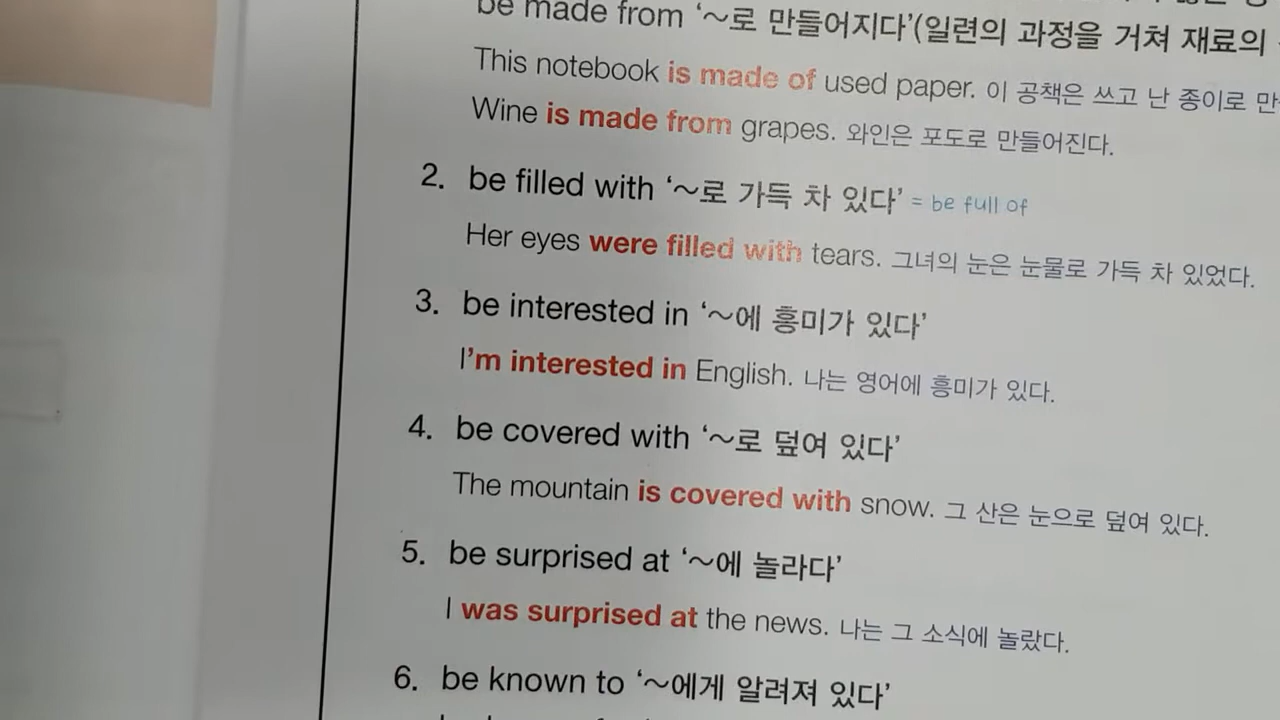 be made from ‘~로 만들어지다’(일련의 과정을 거쳐 재료의
This notebook is made of used paper. 이 공책은 쓰고 난 종이로 만
Wine is made from grapes. 와인은 포도로 만들어진다.
2. be filled with ‘~로 가득 차 있다’ = be full of
Her eyes were filled with tears. 그녀의 눈은 눈물로 가득 차 있었다.
3. be interested in ‘~에 흥미가 있다’
I’m interested in English. 나는 영어에 흥미가 있다.
4. be covered with ‘~로 덮여 있다’
The mountain is covered with snow. 그 산은 눈으로 덮여 있다.
5. be surprised at ‘~에 놀라다’
I was surprised at the news. 나는 그 소식에 놀랐다.
6. be known to ‘~에게 알려져 있다’